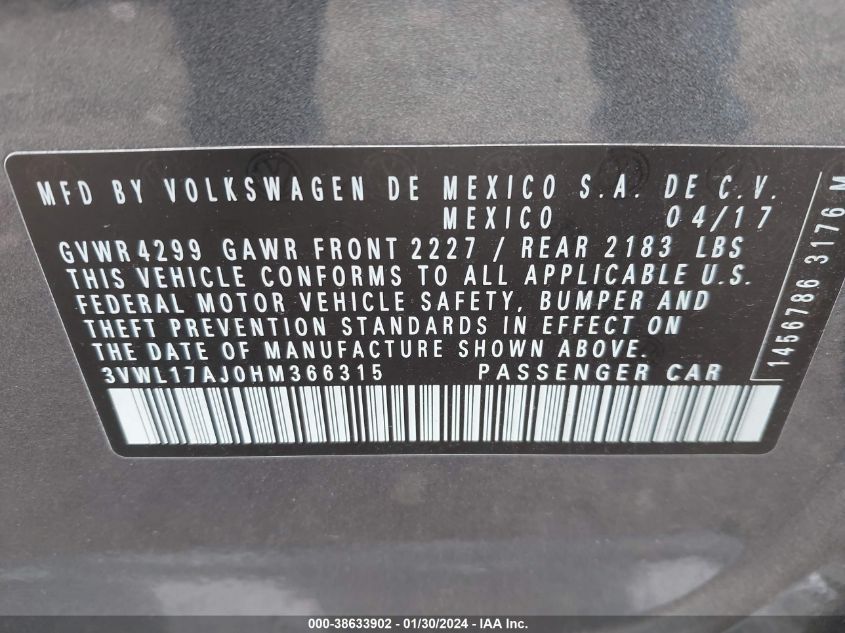 MFD BY VOLKSWAGEN DE MEXICO S.A. DE C.V.
MEXICO 04/17
GVWR 4299 GAWR FRONT 2227 / REAR 2183 LBS
THIS VEHICLE CONFORMS TO ALL APPLICABLE U.S.
FEDERAL MOTOR VEHICLE SAFETY, BUMPER AND
THEFT PREVENTION STANDARDS IN EFFECT ON
THE DATE OF MANUFACTURE SHOWN ABOVE.
3VWL17AJ0HM366315 PASSENGER CAR
1456786 3176 M
000-38633902 - 01/30/2024 - IAA Inc.